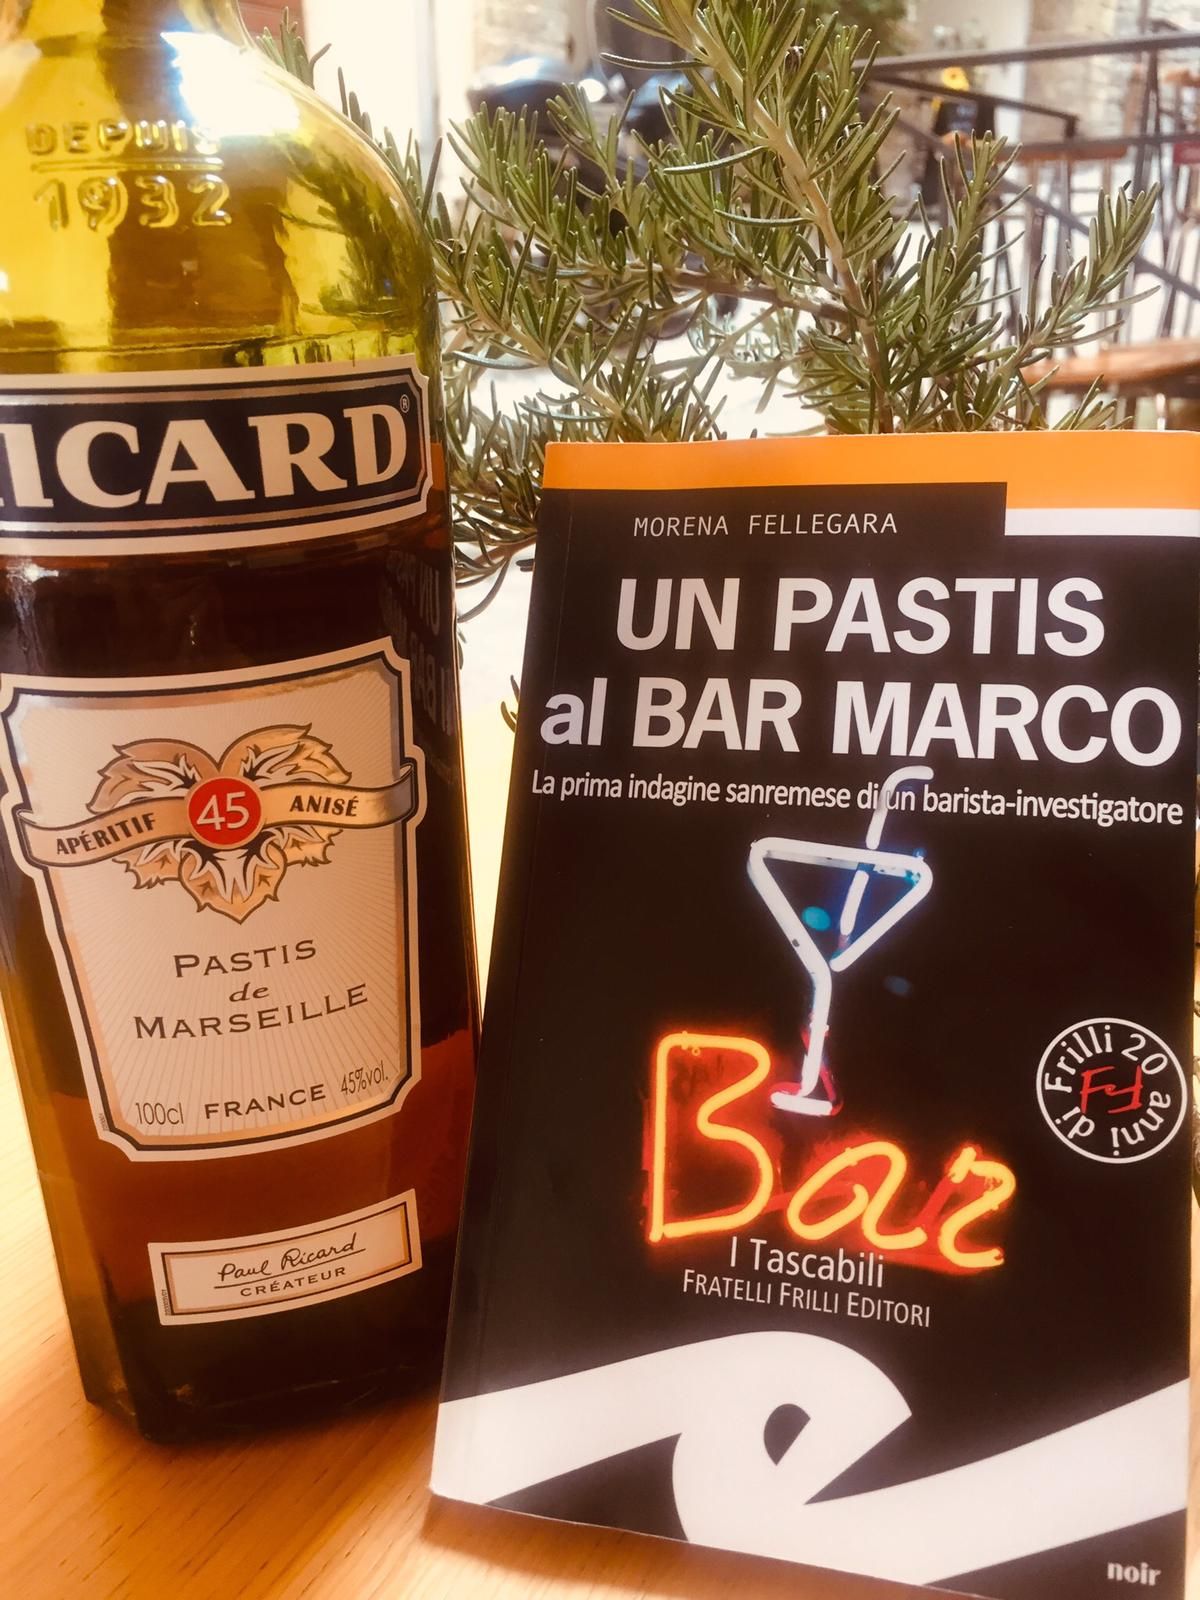 DEPUIS
1932
RICARD®
APÉRITIF 45 ANISÉ
PASTIS
de
MARSEILLE
100cl FRANCE 45%vol.
Paul Ricard
CRÉATEUR
MORENA FELLEGARA
UN PASTIS
al BAR MARCO
La prima indagine sanremese di un barista-investigatore
Bar
Frilli 20 anni di
FfE
I Tascabili
FRATELLI FRILLI EDITORI
noir